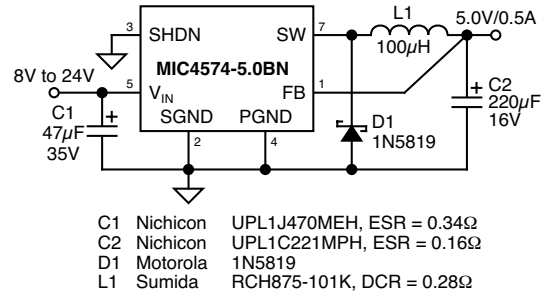 L1
5.0V/0.5A
3
SHDN
SW
7
100µH
MIC4574-5.0BN
8V to 24V
5
VIN
FB
1
C1
47µF
35V
SGND
PGND
2
4
D1
1N5819
C2
220µF
16V
C1 Nichicon UPL1J470MEH, ESR = 0.34Ω
C2 Nichicon UPL1C221MPH, ESR = 0.16Ω
D1 Motorola 1N5819
L1 Sumida RCH875-101K, DCR = 0.28Ω